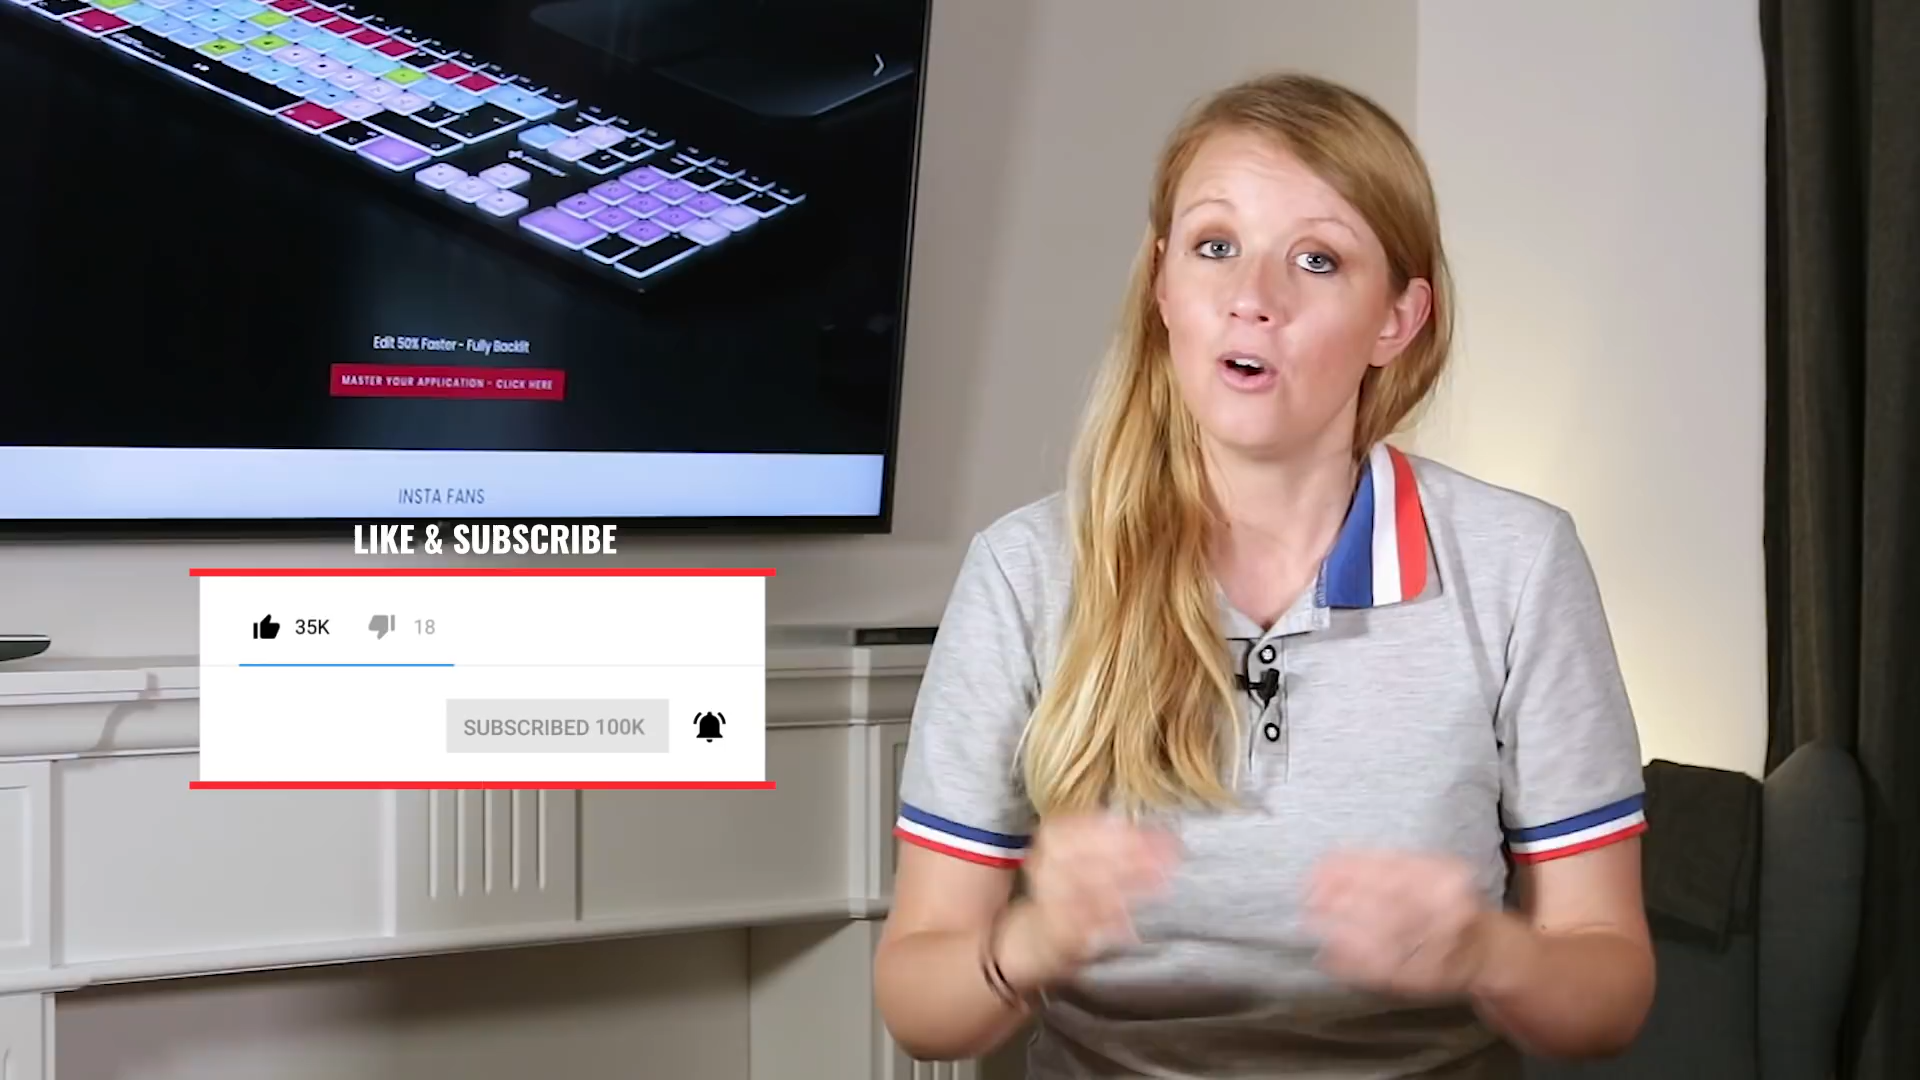 Edit 50% Faster - Fully Backlit
MASTER YOUR APPLICATION - CLICK HERE
INSTA FANS
LIKE & SUBSCRIBE
35K 18
SUBSCRIBED 100K